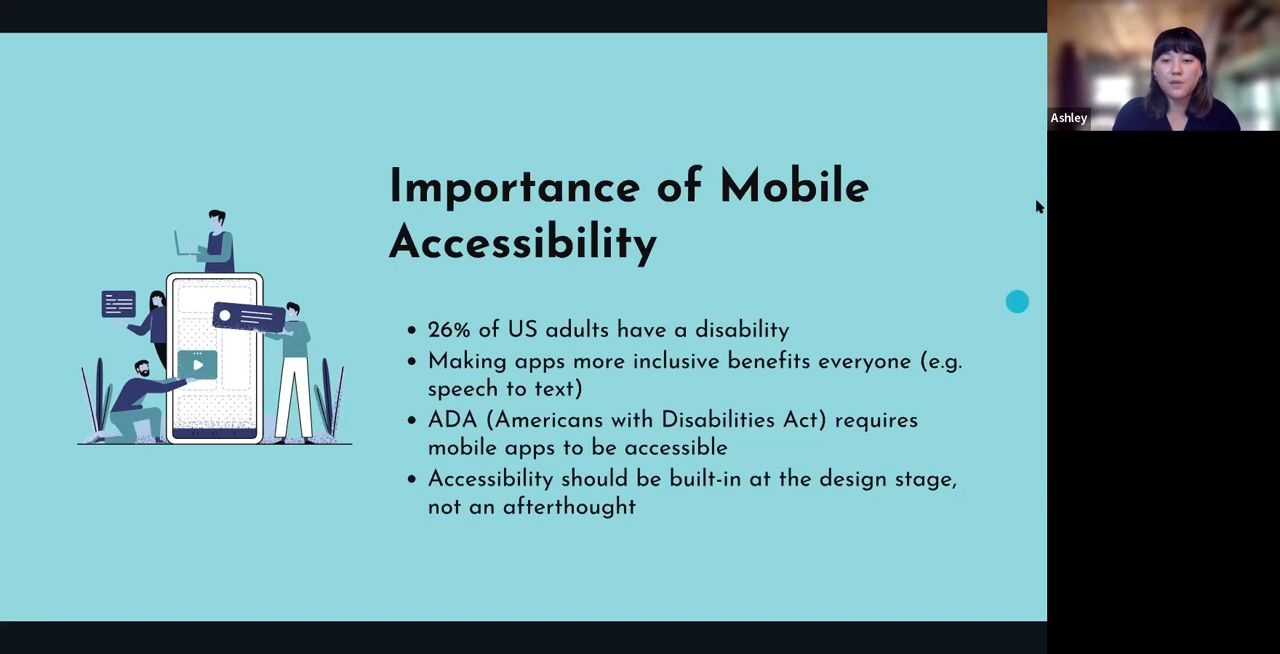 Importance of Mobile
Accessibility
• 26% of US adults have a disability
• Making apps more inclusive benefits everyone (e.g.
speech to text)
• ADA (Americans with Disabilities Act) requires
mobile apps to be accessible
• Accessibility should be built-in at the design stage,
not an afterthought
Ashley